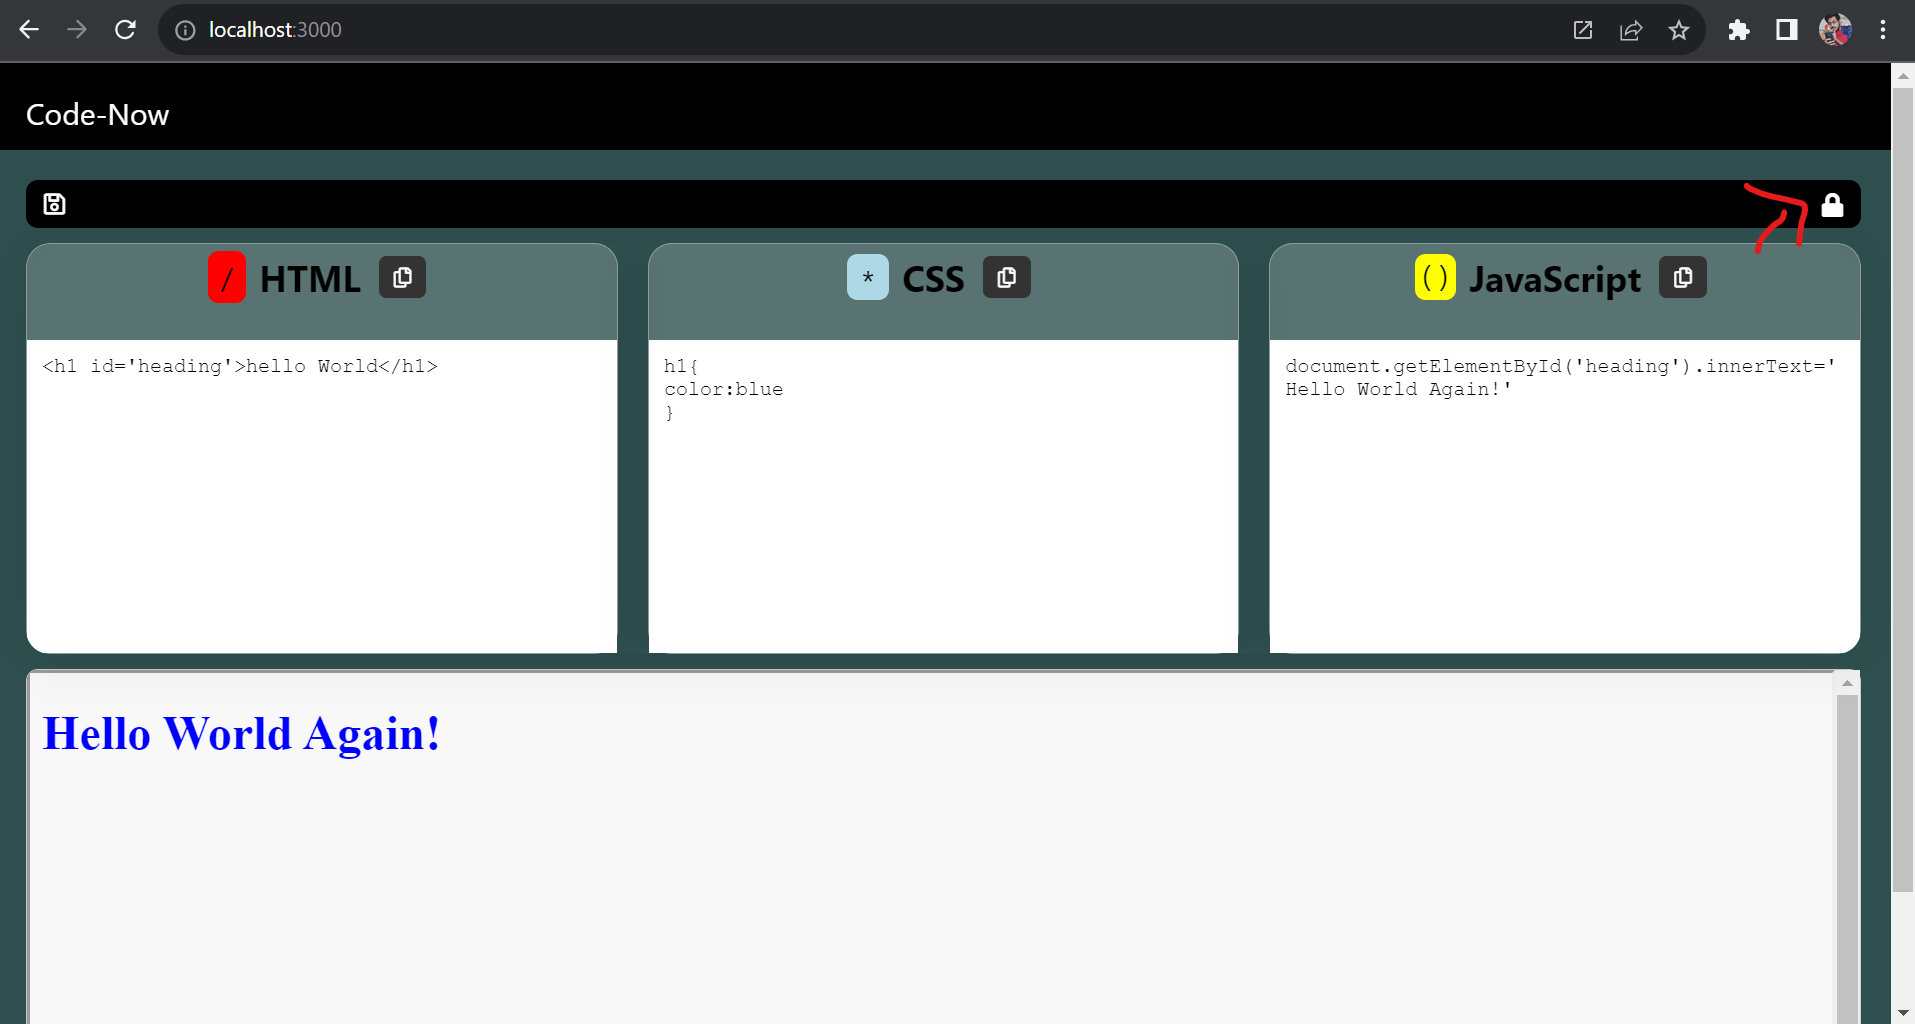 localhost:3000
Code-Now
/ HTML
* CSS
( ) JavaScript
<h1 id='heading'>hello World</h1>
h1{
color:blue
}
document.getElementById('heading').innerText='
Hello World Again!'
Hello World Again!